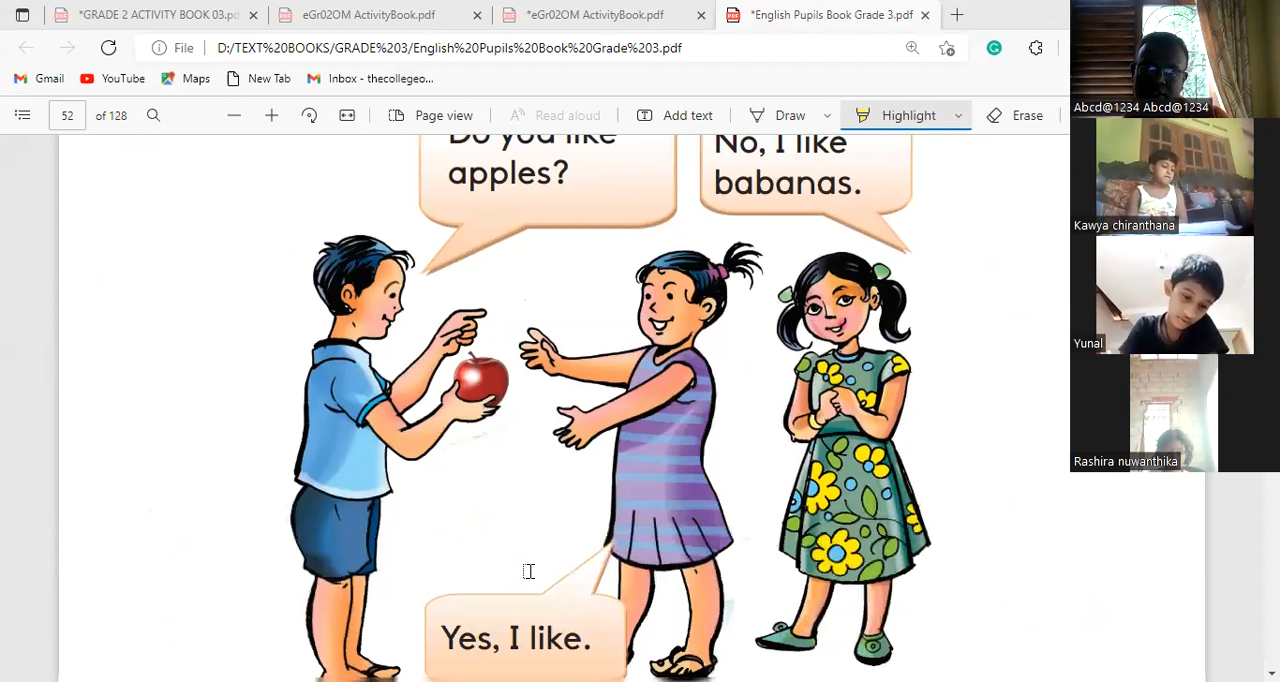 *GRADE 2 ACTIVITY BOOK 03.pd
eGr02OM ActivityBook.pdf
*eGr02OM ActivityBook.pdf
*English Pupils Book Grade 3.pdf
File
D:/TAXT%20BOOKS/GRADE%203/English%20Pupils%20Book%20Grade%203.pdf
Gmail
YouTube
Maps
New Tab
Inbox - thecollegeo...
52 of 128
Page view
Read aloud
Add text
Draw
Highlight
Erase
Do you like
apples?
No, I like
babanas.
Yes, I like.
Abcd@1234 Abcd@1234
Kawya chiranthana
Yunal
Rashira nuwanthika